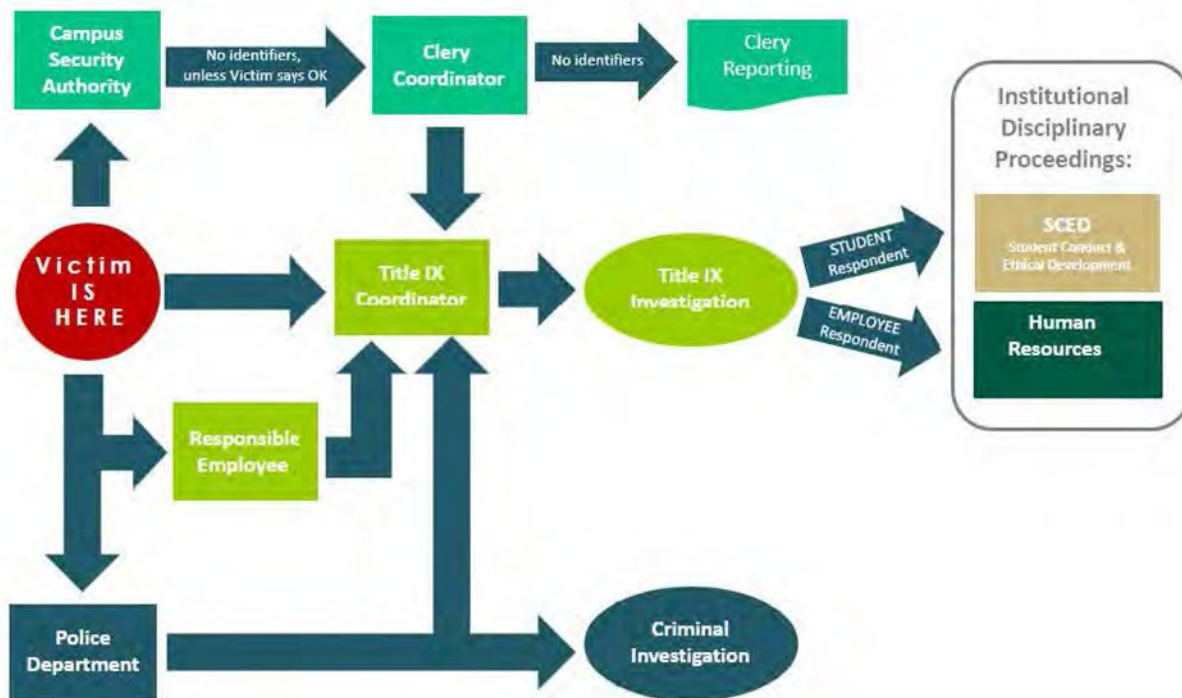 Campus
Security
Authority
No identifiers,
unless Victim says OK
Clery
Coordinator
No identifiers
Clery
Reporting
Institutional
Disciplinary
Proceedings:
SCED
Student Conduct &
Ethical Development
Human
Resources
Victim
IS
HERE
Title IX
Coordinator
Title IX
Investigation
STUDENT
Respondent
EMPLOYEE
Respondent
Responsible
Employee
Police
Department
Criminal
Investigation